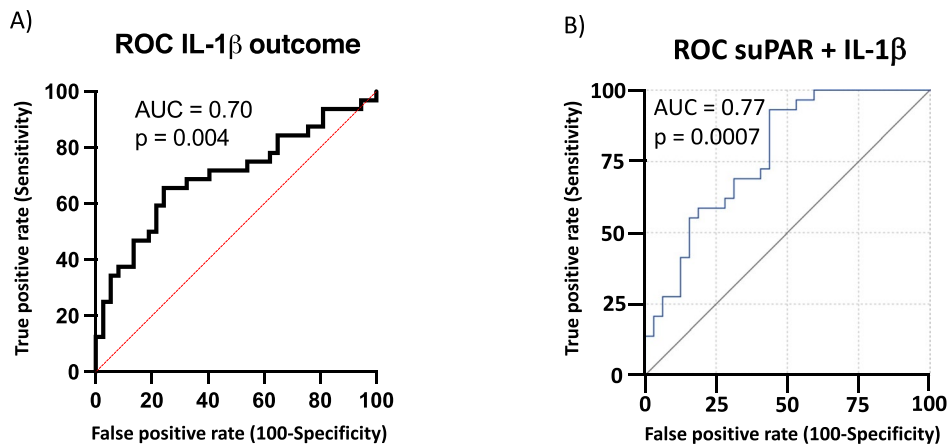 A)
ROC IL-1β outcome
AUC = 0.70
p = 0.004
True positive rate (Sensitivity)
100
80
60
40
20
0
0 20 40 60 80 100
False positive rate (100-Specificity)
B)
ROC suPAR + IL-1β
AUC = 0.77
p = 0.0007
True positive rate (Sensitivity)
100
75
50
25
0
0 25 50 75 100
False positive rate (100-Specificity)